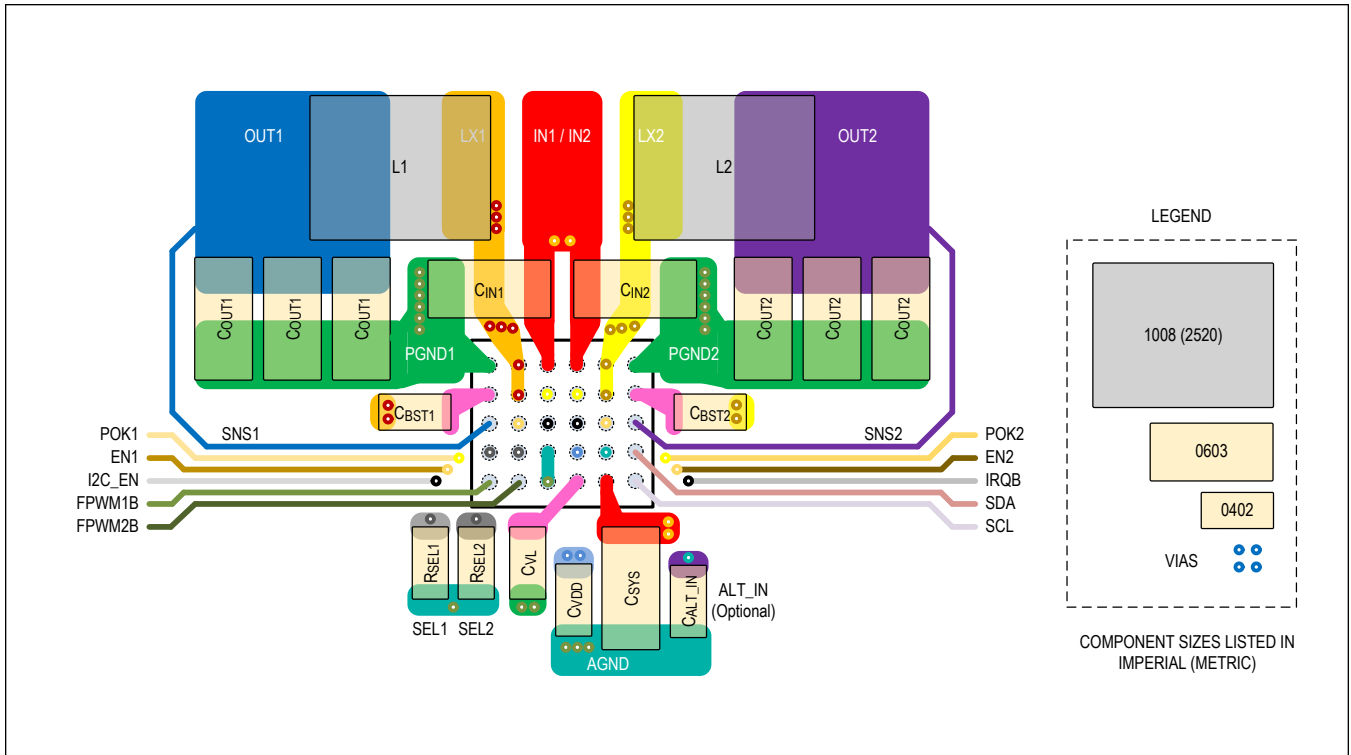 OUT1
LX1
IN1 / IN2
LX2
OUT2
L1
L2
CIN1
CIN2
COUT1
COUT1
COUT1
COUT2
COUT2
COUT2
PGND1
PGND2
CBST1
CBST2
SNS1
SNS2
POK1
EN1
I2C_EN
FPWM1B
FPWM2B
POK2
EN2
IRQB
SDA
SCL
RSEL1
RSEL2
CVL
CVDD
CSYS
CALT_IN
ALT_IN
(Optional)
SEL1
SEL2
AGND
LEGEND
1008 (2520)
0603
0402
VIAS
COMPONENT SIZES LISTED IN
IMPERIAL (METRIC)